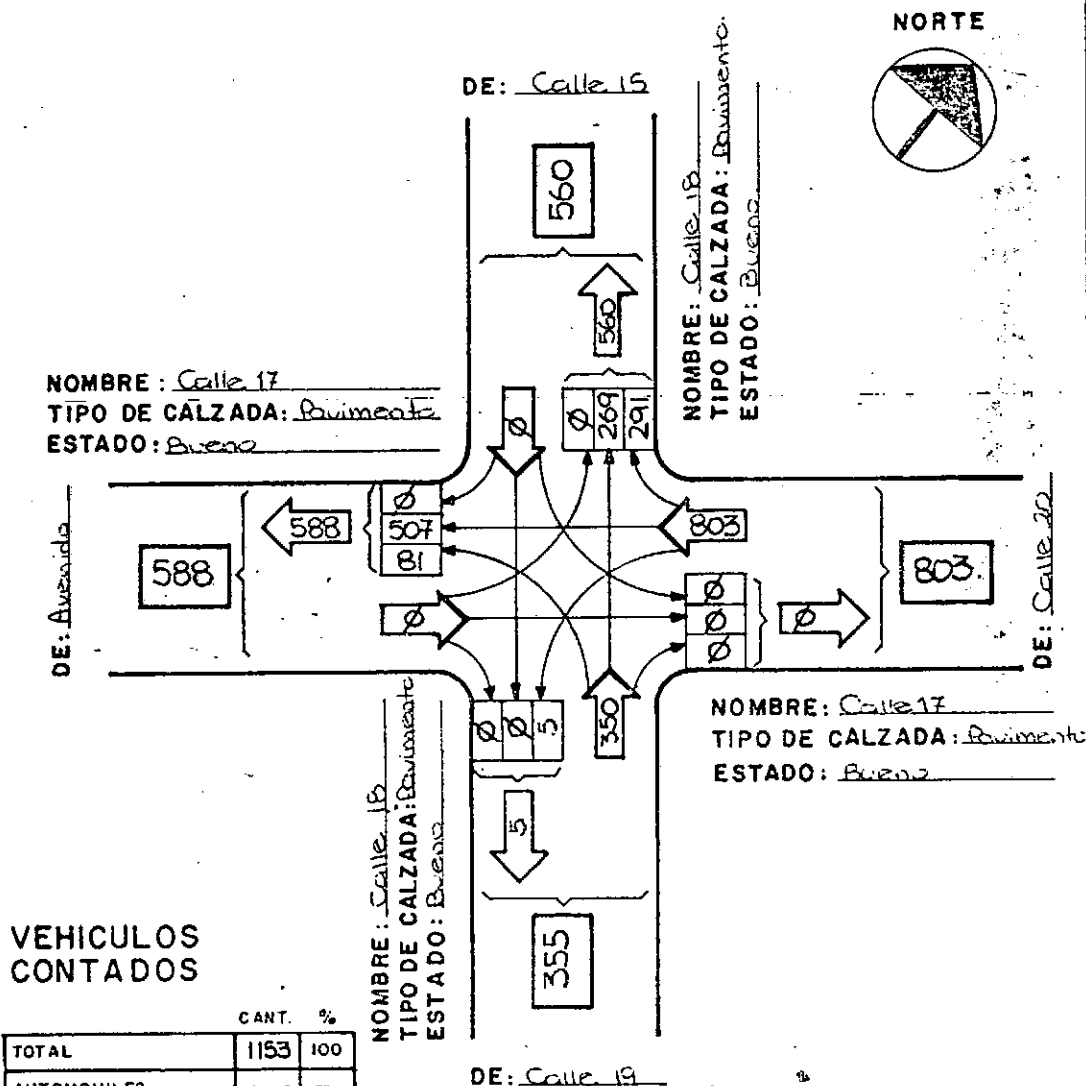 NORTE
DE: Calle 15
560
560
Ø 269 291
NOMBRE: Calle 18
TIPO DE CALZADA: Pavimento.
ESTADO: Bueno
NOMBRE: Calle 17
TIPO DE CALZADA: Pavimento
ESTADO: Bueno
Ø
DE: Avenida
588
588
Ø
507
81
803
803
DE: Calle 20
Ø
Ø
Ø
Ø
Ø
Ø Ø 5
350
NOMBRE: Calle 17
TIPO DE CALZADA: Pavimento
ESTADO: Bueno
NOMBRE: Calle 18
TIPO DE CALZADA: Pavimento
ESTADO: Bueno
5
355
VEHICULOS
CONTADOS
CANT. %
TOTAL 1153 100
DE: Calle 19